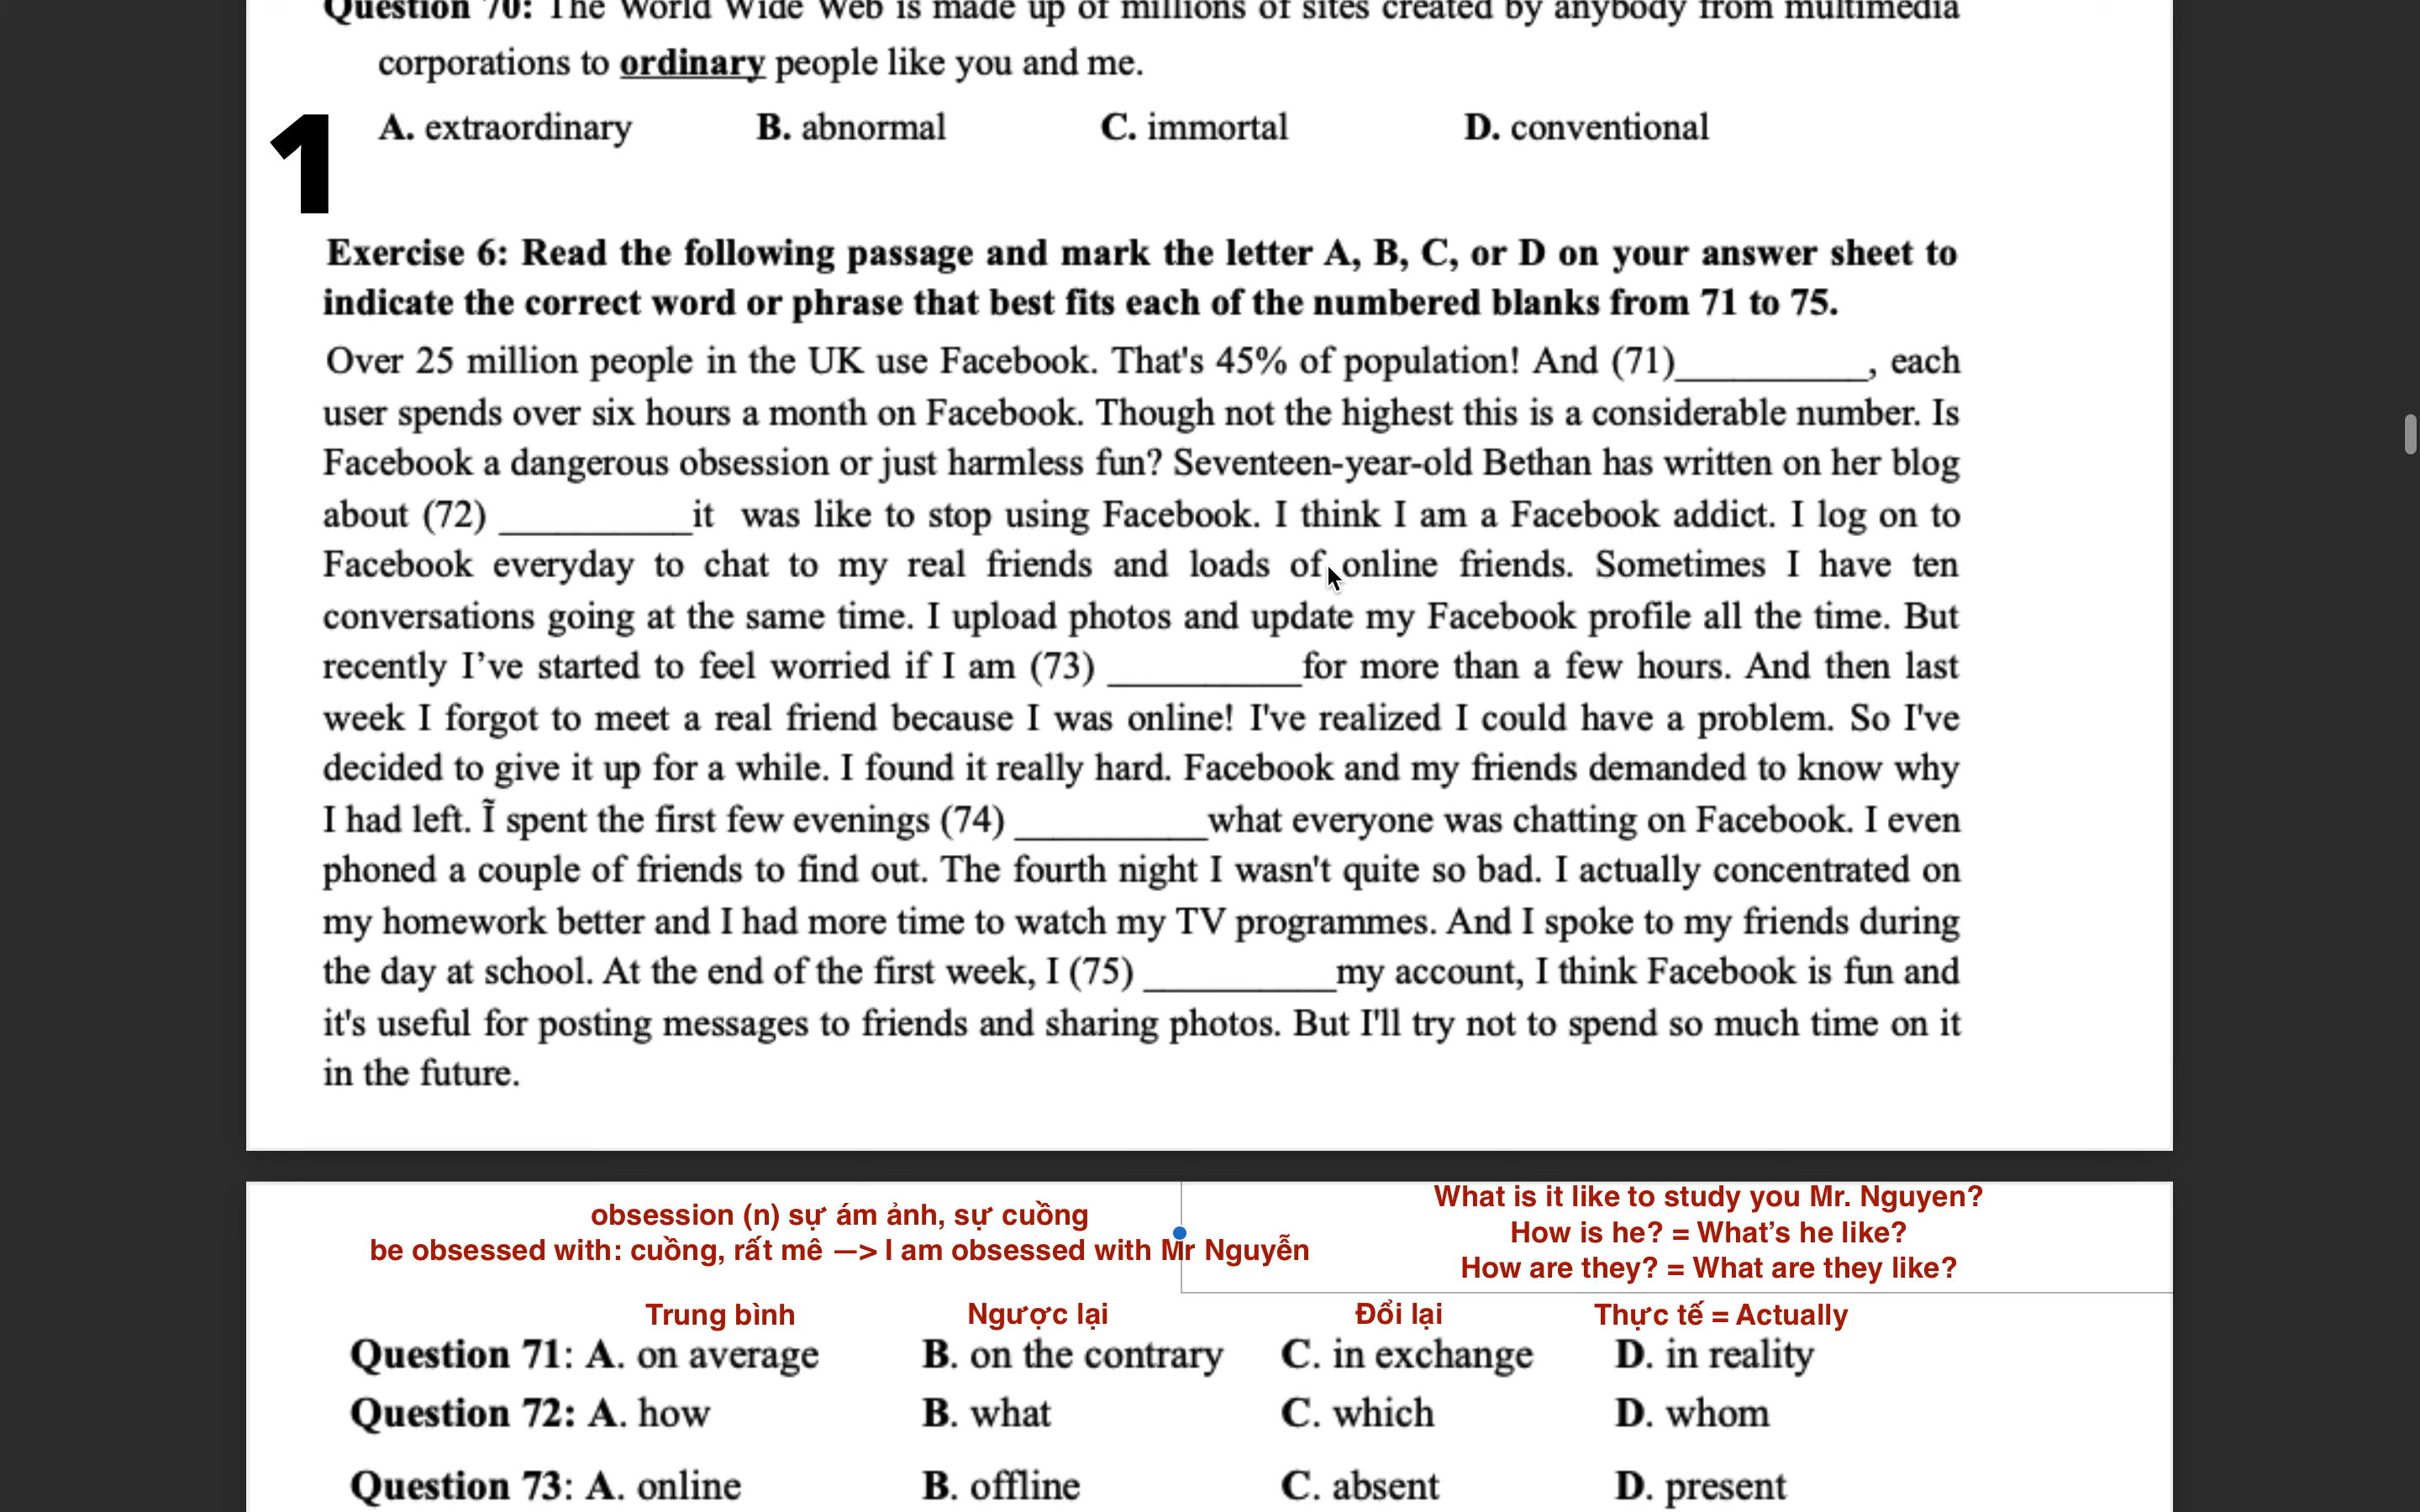 Question 70: The World Wide Web is made up of millions of sites created by anybody from multimedia
corporations to ordinary people like you and me.
A. extraordinary B. abnormal C. immortal D. conventional
1
Exercise 6: Read the following passage and mark the letter A, B, C, or D on your answer sheet to
indicate the correct word or phrase that best fits each of the numbered blanks from 71 to 75.
Over 25 million people in the UK use Facebook. That's 45% of population! And (71)__________, each
user spends over six hours a month on Facebook. Though not the highest this is a considerable number. Is
Facebook a dangerous obsession or just harmless fun? Seventeen-year-old Bethan has written on her blog
about (72) __________it was like to stop using Facebook. I think I am a Facebook addict. I log on to
Facebook everyday to chat to my real friends and loads of online friends. Sometimes I have ten
conversations going at the same time. I upload photos and update my Facebook profile all the time. But
recently I’ve started to feel worried if I am (73) __________for more than a few hours. And then last
week I forgot to meet a real friend because I was online! I've realized I could have a problem. So I've
decided to give it up for a while. I found it really hard. Facebook and my friends demanded to know why
I had left. Ĩ spent the first few evenings (74) __________what everyone was chatting on Facebook. I even
phoned a couple of friends to find out. The fourth night I wasn't quite so bad. I actually concentrated on
my homework better and I had more time to watch my TV programmes. And I spoke to my friends during
the day at school. At the end of the first week, I (75) __________my account, I think Facebook is fun and
it's useful for posting messages to friends and sharing photos. But I'll try not to spend so much time on it
in the future.
obsession (n) sự ám ảnh, sự cuồng
be obsessed with: cuồng, rất mê —> I am obsessed with Mr Nguyễn
What is it like to study you Mr. Nguyen?
How is he? = What’s he like?
How are they? = What are they like?
Trung bình Ngược lại Đổi lại Thực tế = Actually
Question 71: A. on average B. on the contrary C. in exchange D. in reality
Question 72: A. how B. what C. which D. whom
Question 73: A. online B. offline C. absent D. present